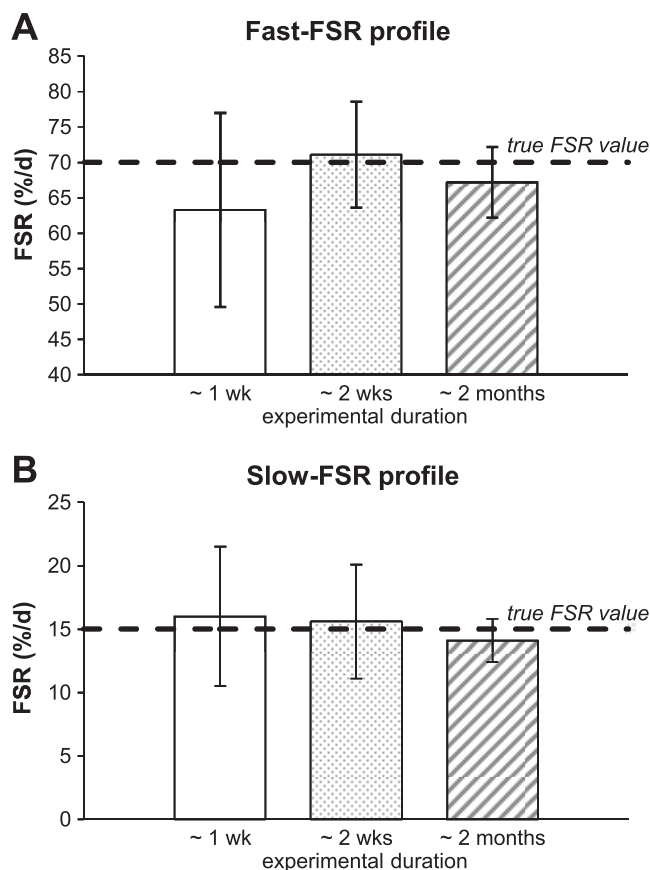 A
Fast-FSR profile
85
80
75
70
65
60
55
50
45
40
FSR (%/d)
true FSR value
~ 1 wk ~ 2 wks ~ 2 months
experimental duration
B
Slow-FSR profile
25
20
15
10
5
0
FSR (%/d)
true FSR value
~ 1 wk ~ 2 wks ~ 2 months
experimental duration